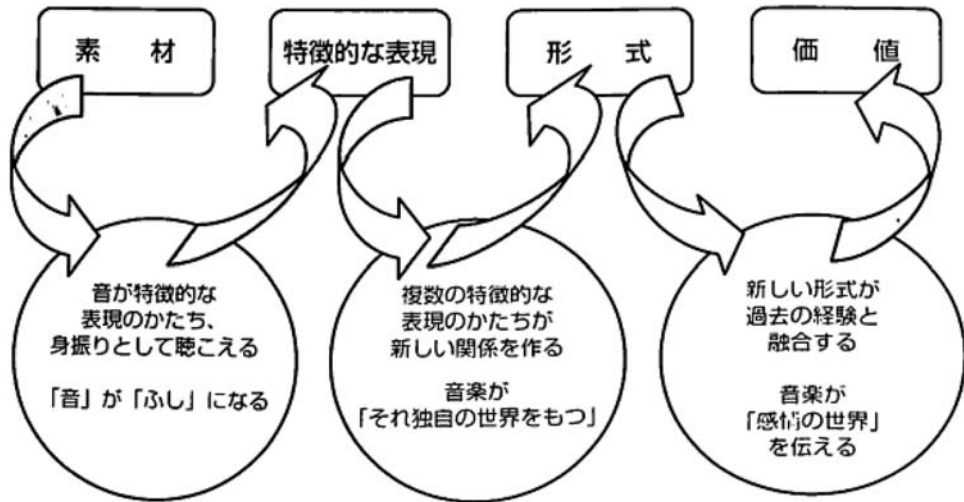 素　材
特徴的な表現
形　式
価　値
音が特徴的な
表現のかたち、
身振りとして聴こえる
「音」が「ふし」になる
複数の特徴的な
表現のかたちが
新しい関係を作る
音楽が
「それ独自の世界をもつ」
新しい形式が
過去の経験と
融合する
音楽が
「感情の世界」
を伝える